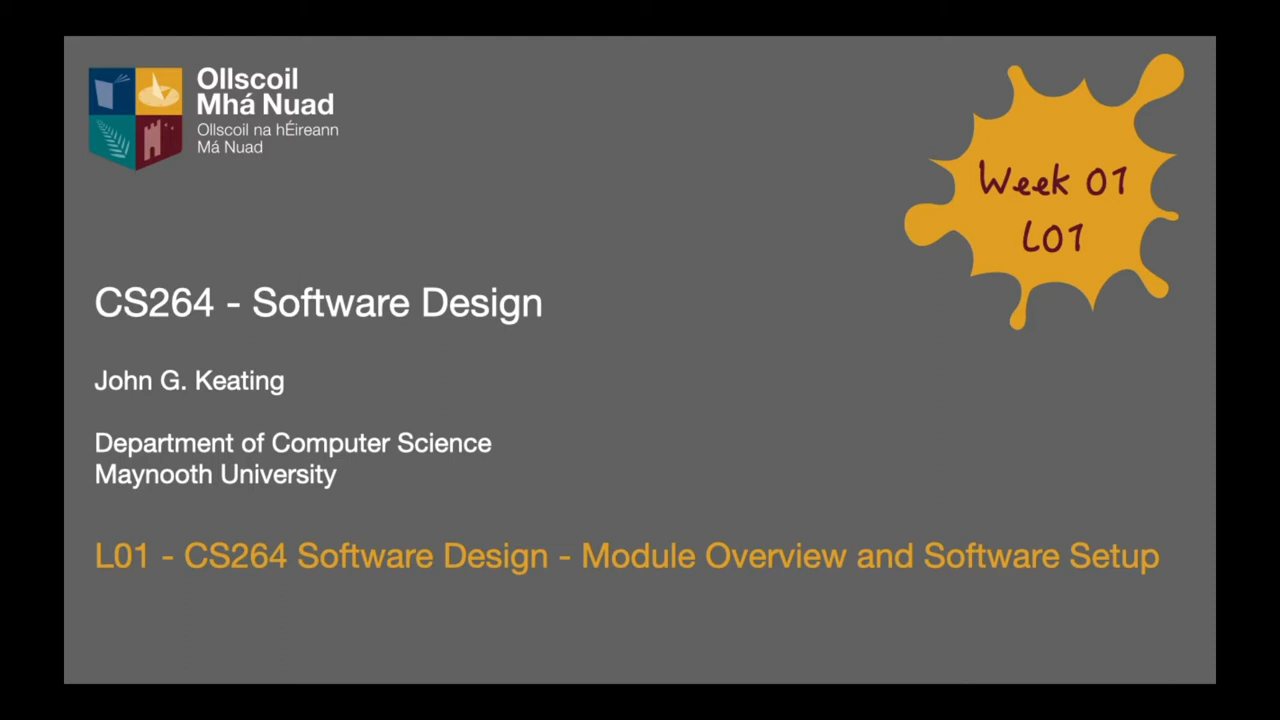 Ollscoil
Mhá Nuad
Ollscoil na hÉireann
Má Nuad
Week 01
L01
CS264 - Software Design
John G. Keating
Department of Computer Science
Maynooth University
L01 - CS264 Software Design - Module Overview and Software Setup